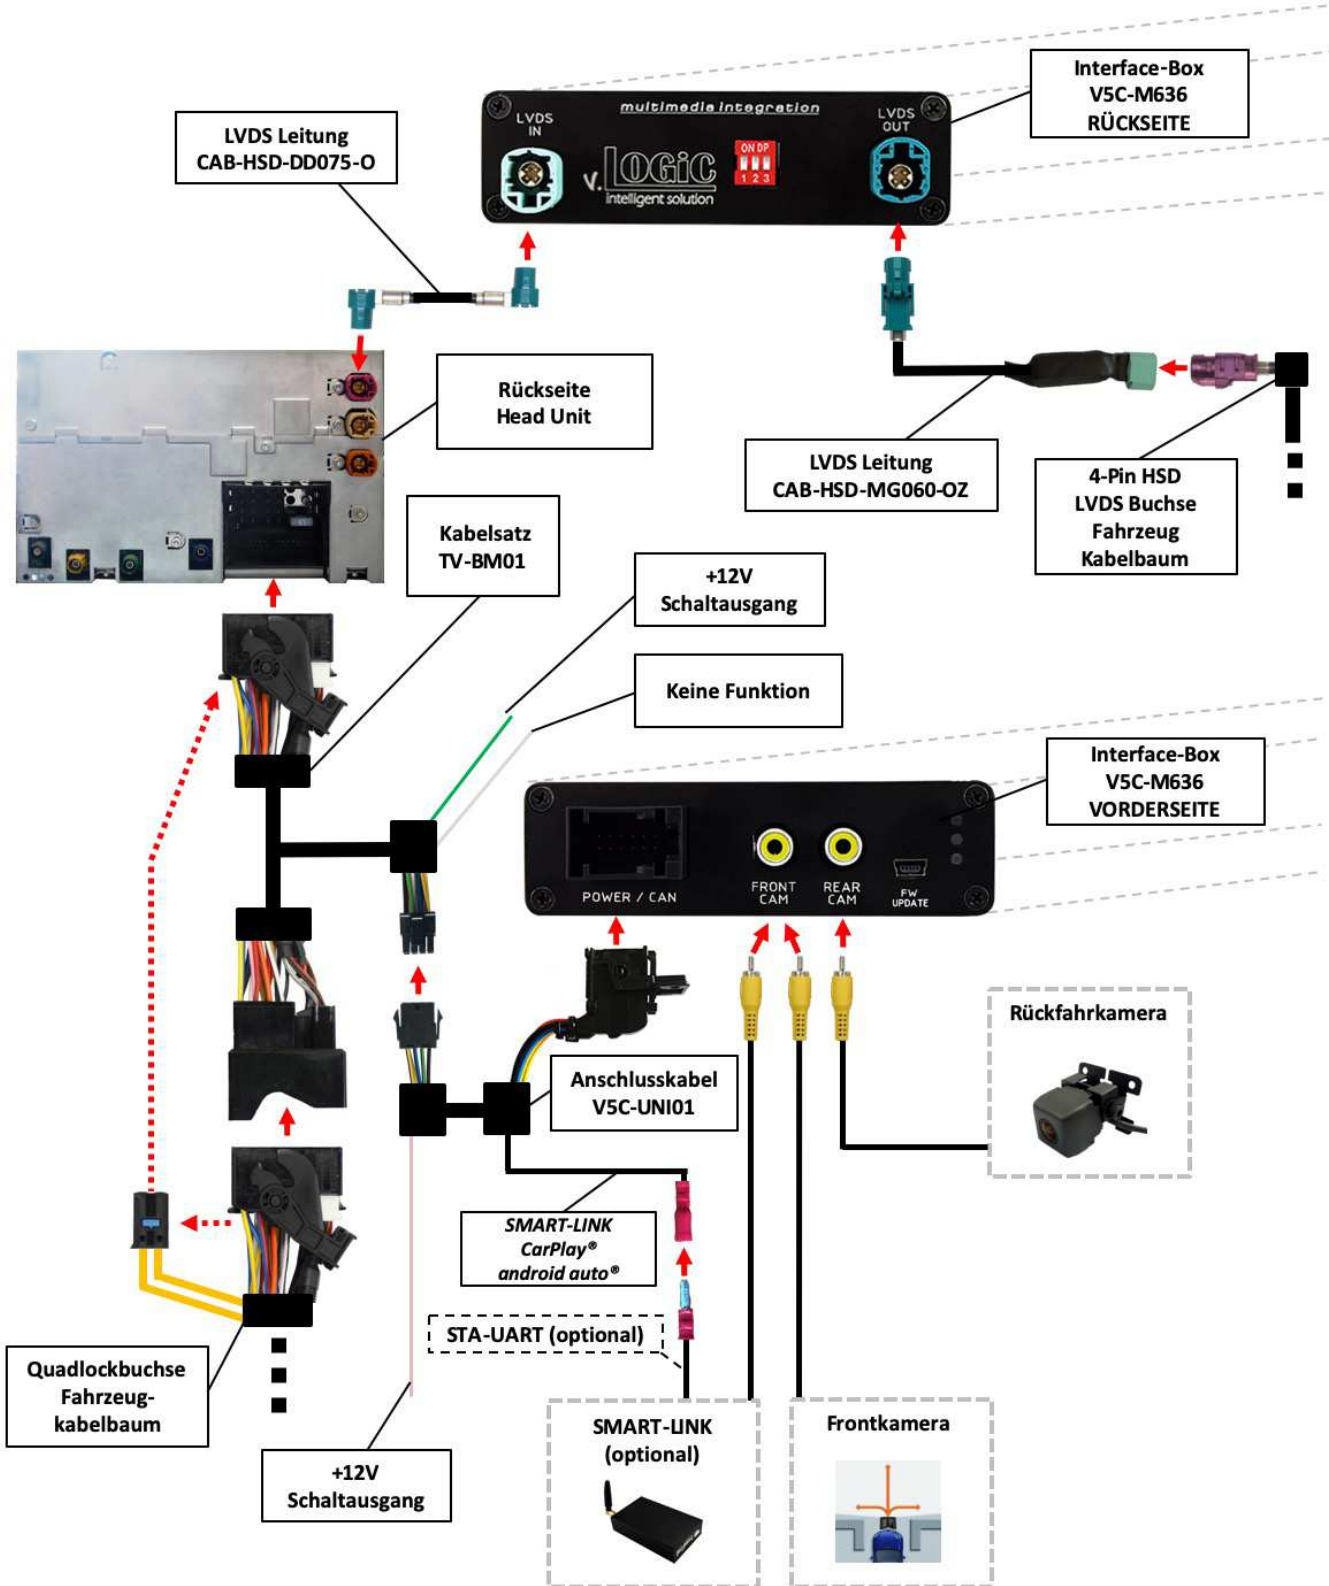 Interface-Box
V5C-M636
RÜCKSEITE
multimedia integration
LVDS
IN
LVDS
OUT
ON DP
1 2 3
v.LOGiC
intelligent solution
LVDS Leitung
CAB-HSD-DD075-O
Rückseite
Head Unit
LVDS Leitung
CAB-HSD-MG060-OZ
4-Pin HSD
LVDS Buchse
Fahrzeug
Kabelbaum
Kabelsatz
TV-BM01
+12V
Schaltausgang
Keine Funktion
Interface-Box
V5C-M636
VORDERSEITE
POWER / CAN
FRONT
CAM
REAR
CAM
FW
UPDATE
Rückfahrkamera
Anschlusskabel
V5C-UNI01
SMART-LINK
CarPlay®
android auto®
STA-UART (optional)
Quadlockbuchse
Fahrzeug-
kabelbaum
+12V
Schaltausgang
SMART-LINK
(optional)
Frontkamera